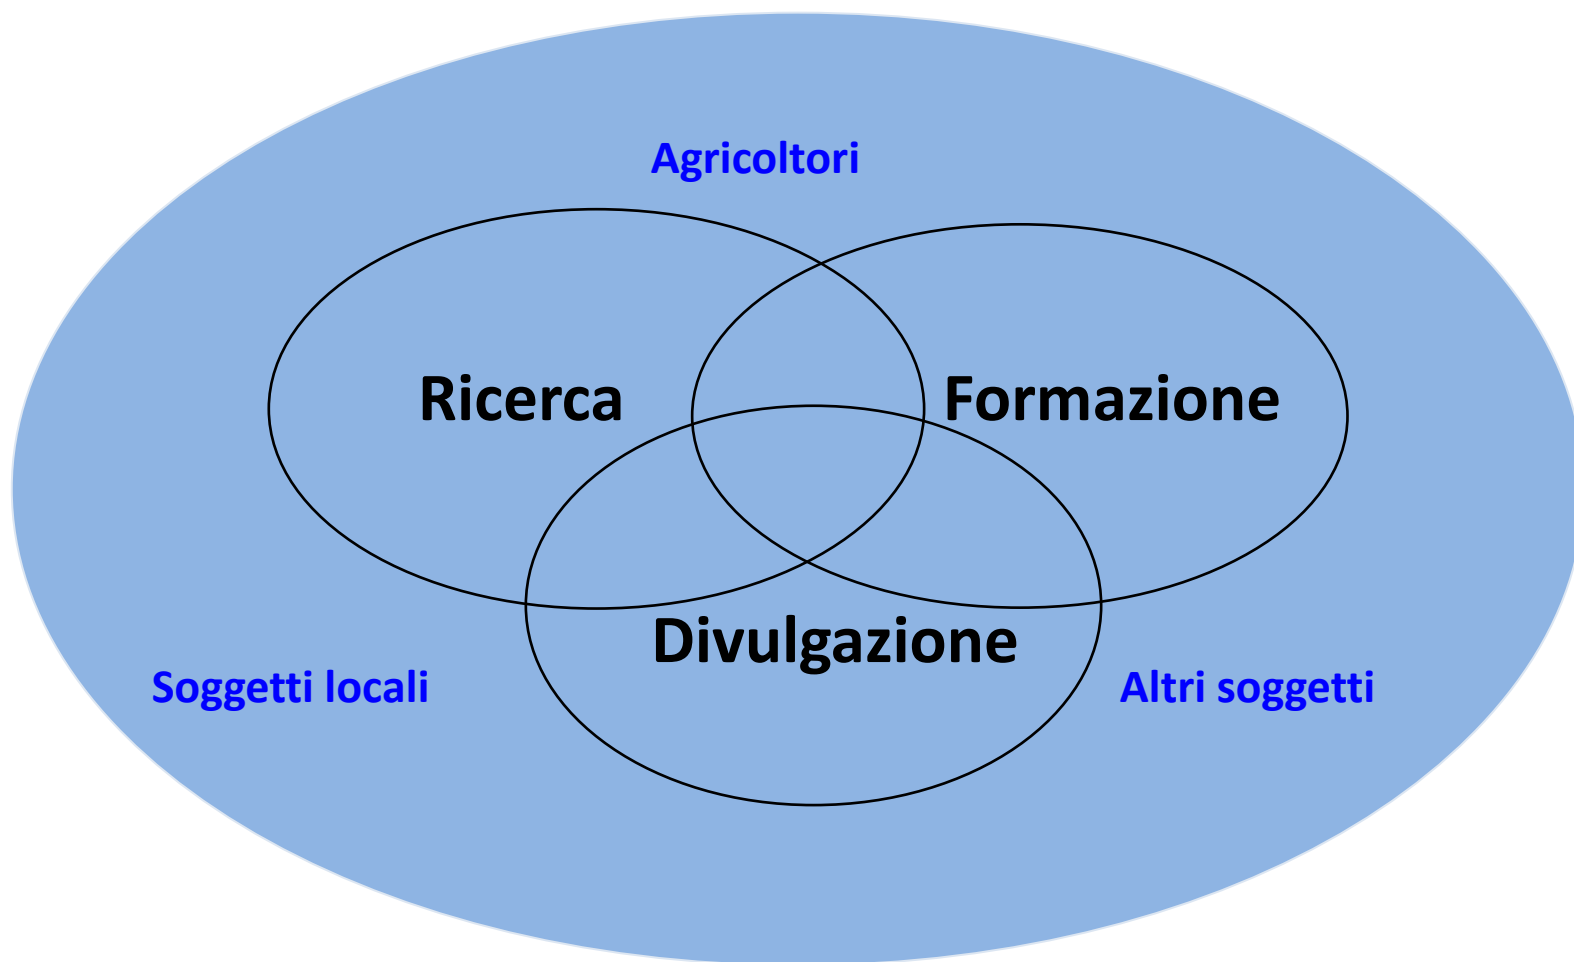 Agricoltori
Ricerca
Formazione
Divulgazione
Soggetti locali
Altri soggetti